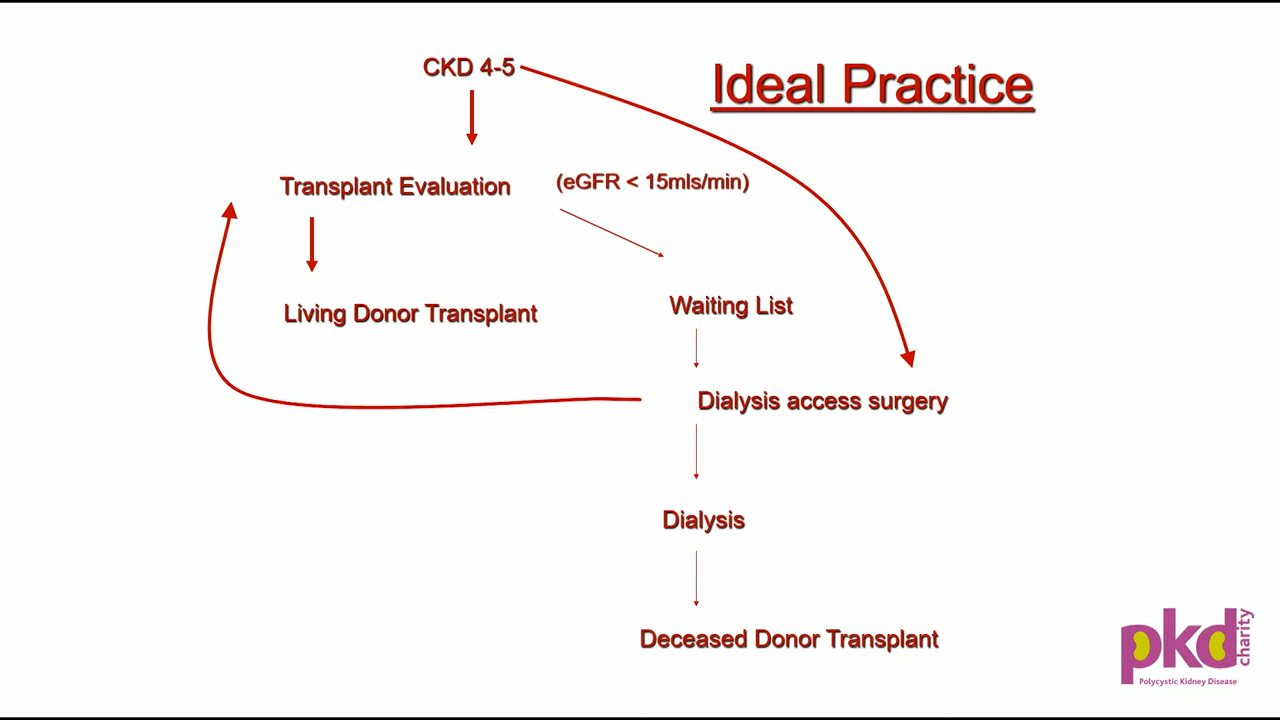 CKD 4-5
Ideal Practice
Transplant Evaluation
(eGFR < 15mls/min)
Living Donor Transplant
Waiting List
Dialysis access surgery
Dialysis
Deceased Donor Transplant
pkd
charity
Polycystic Kidney Disease